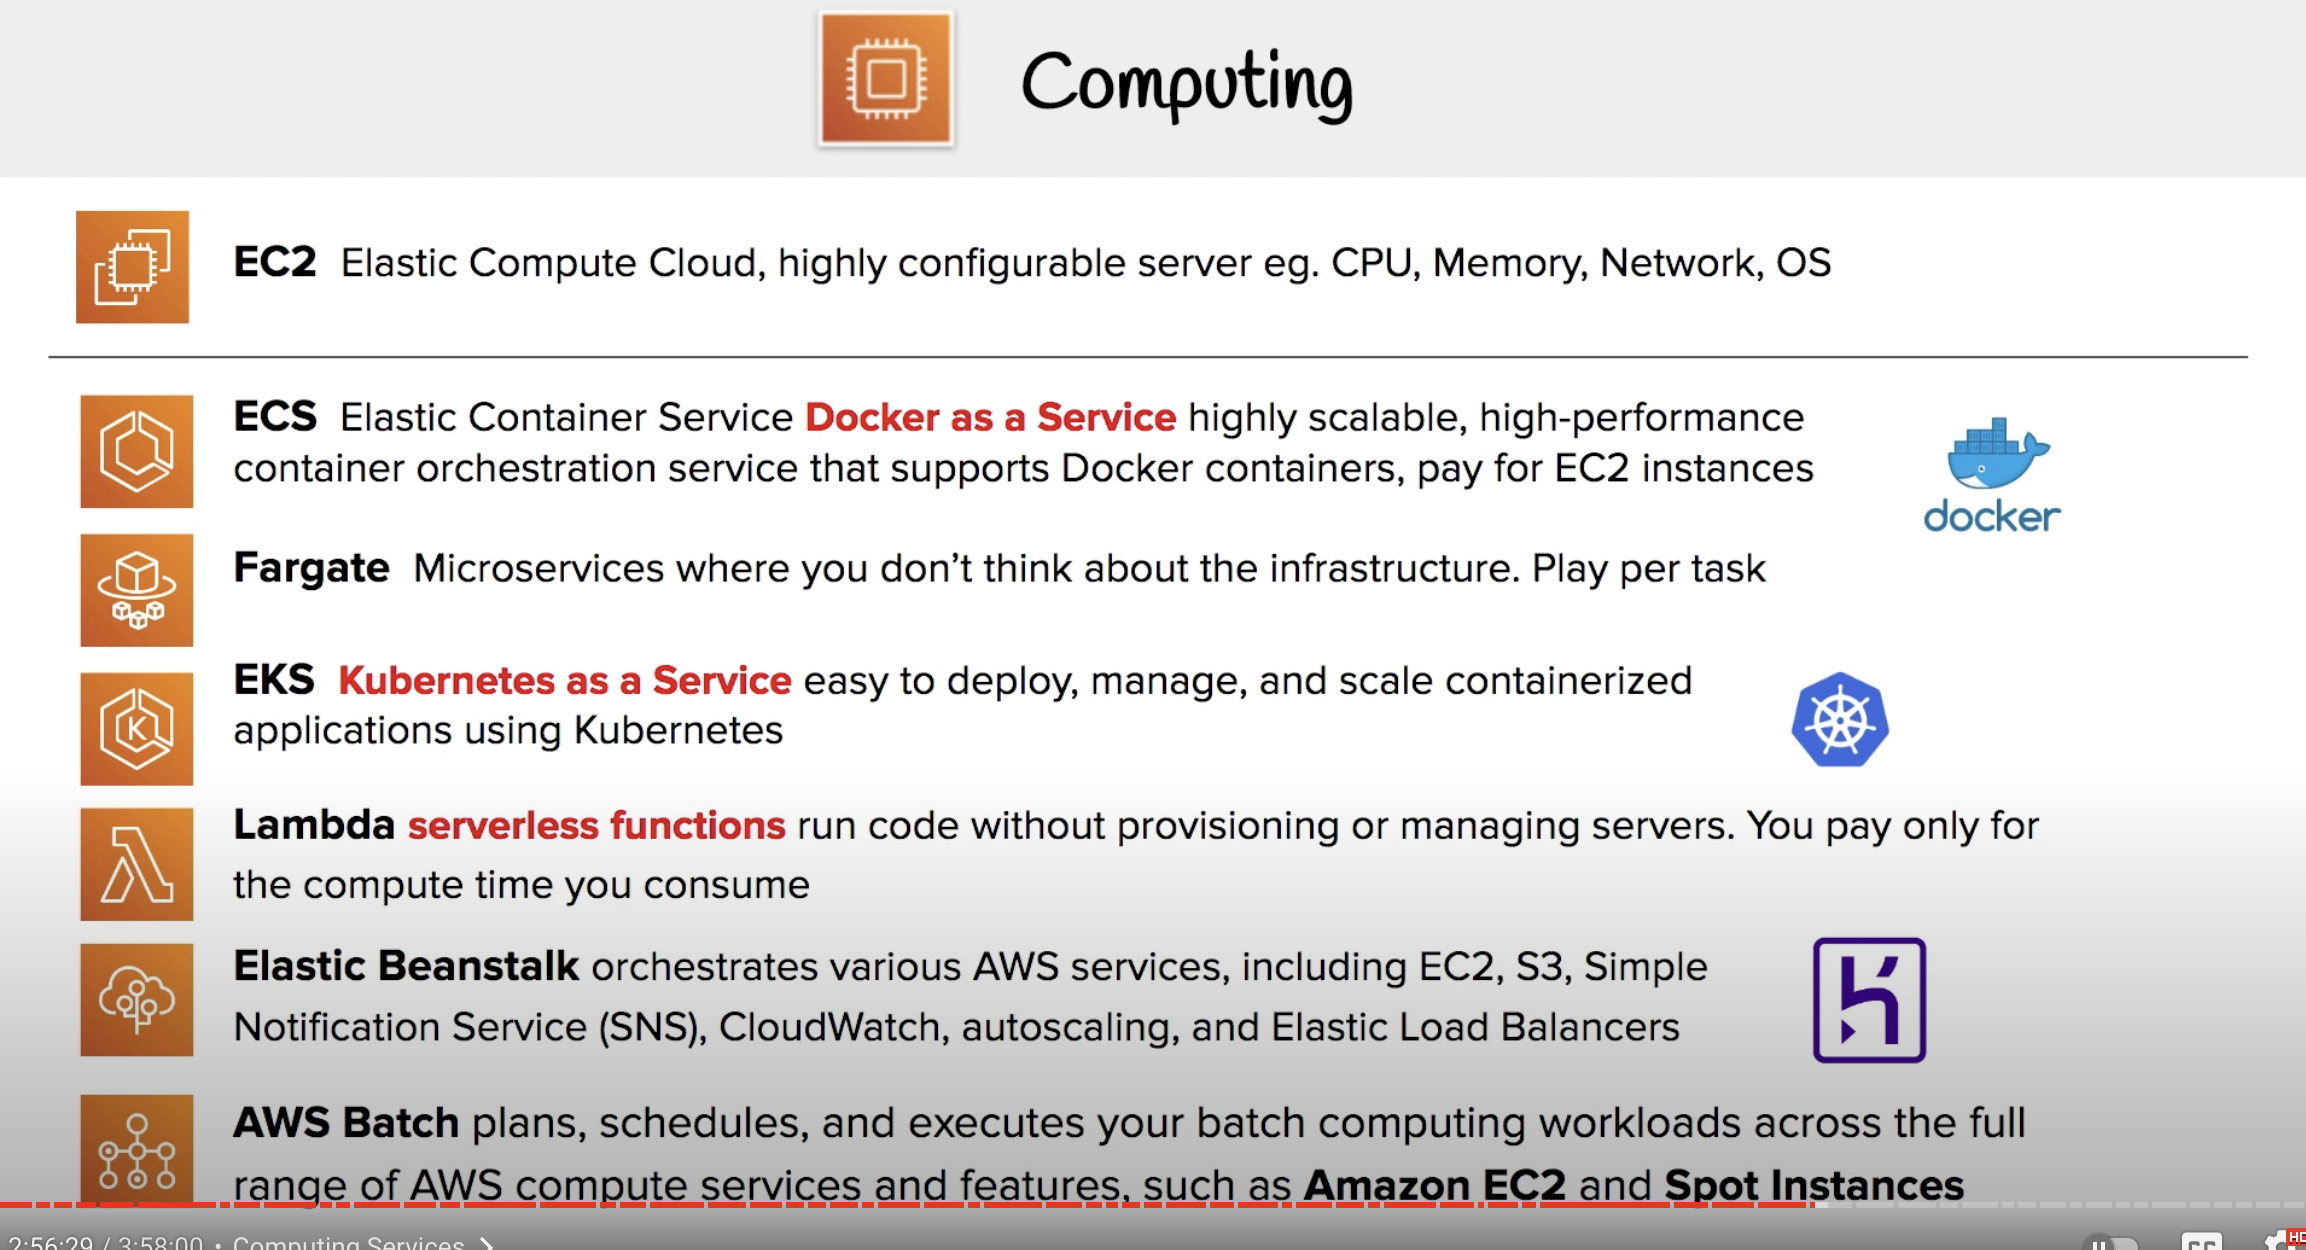 Computing
EC2 Elastic Compute Cloud, highly configurable server eg. CPU, Memory, Network, OS
ECS Elastic Container Service Docker as a Service highly scalable, high-performance
container orchestration service that supports Docker containers, pay for EC2 instances
docker
Fargate Microservices where you don’t think about the infrastructure. Play per task
EKS Kubernetes as a Service easy to deploy, manage, and scale containerized
applications using Kubernetes
K
Lambda serverless functions run code without provisioning or managing servers. You pay only for
the compute time you consume
Elastic Beanstalk orchestrates various AWS services, including EC2, S3, Simple
Notification Service (SNS), CloudWatch, autoscaling, and Elastic Load Balancers
AWS Batch plans, schedules, and executes your batch computing workloads across the full
range of AWS compute services and features, such as Amazon EC2 and Spot Instances
2:56:29 / 3:58:00 • Computing Services
CC
HD